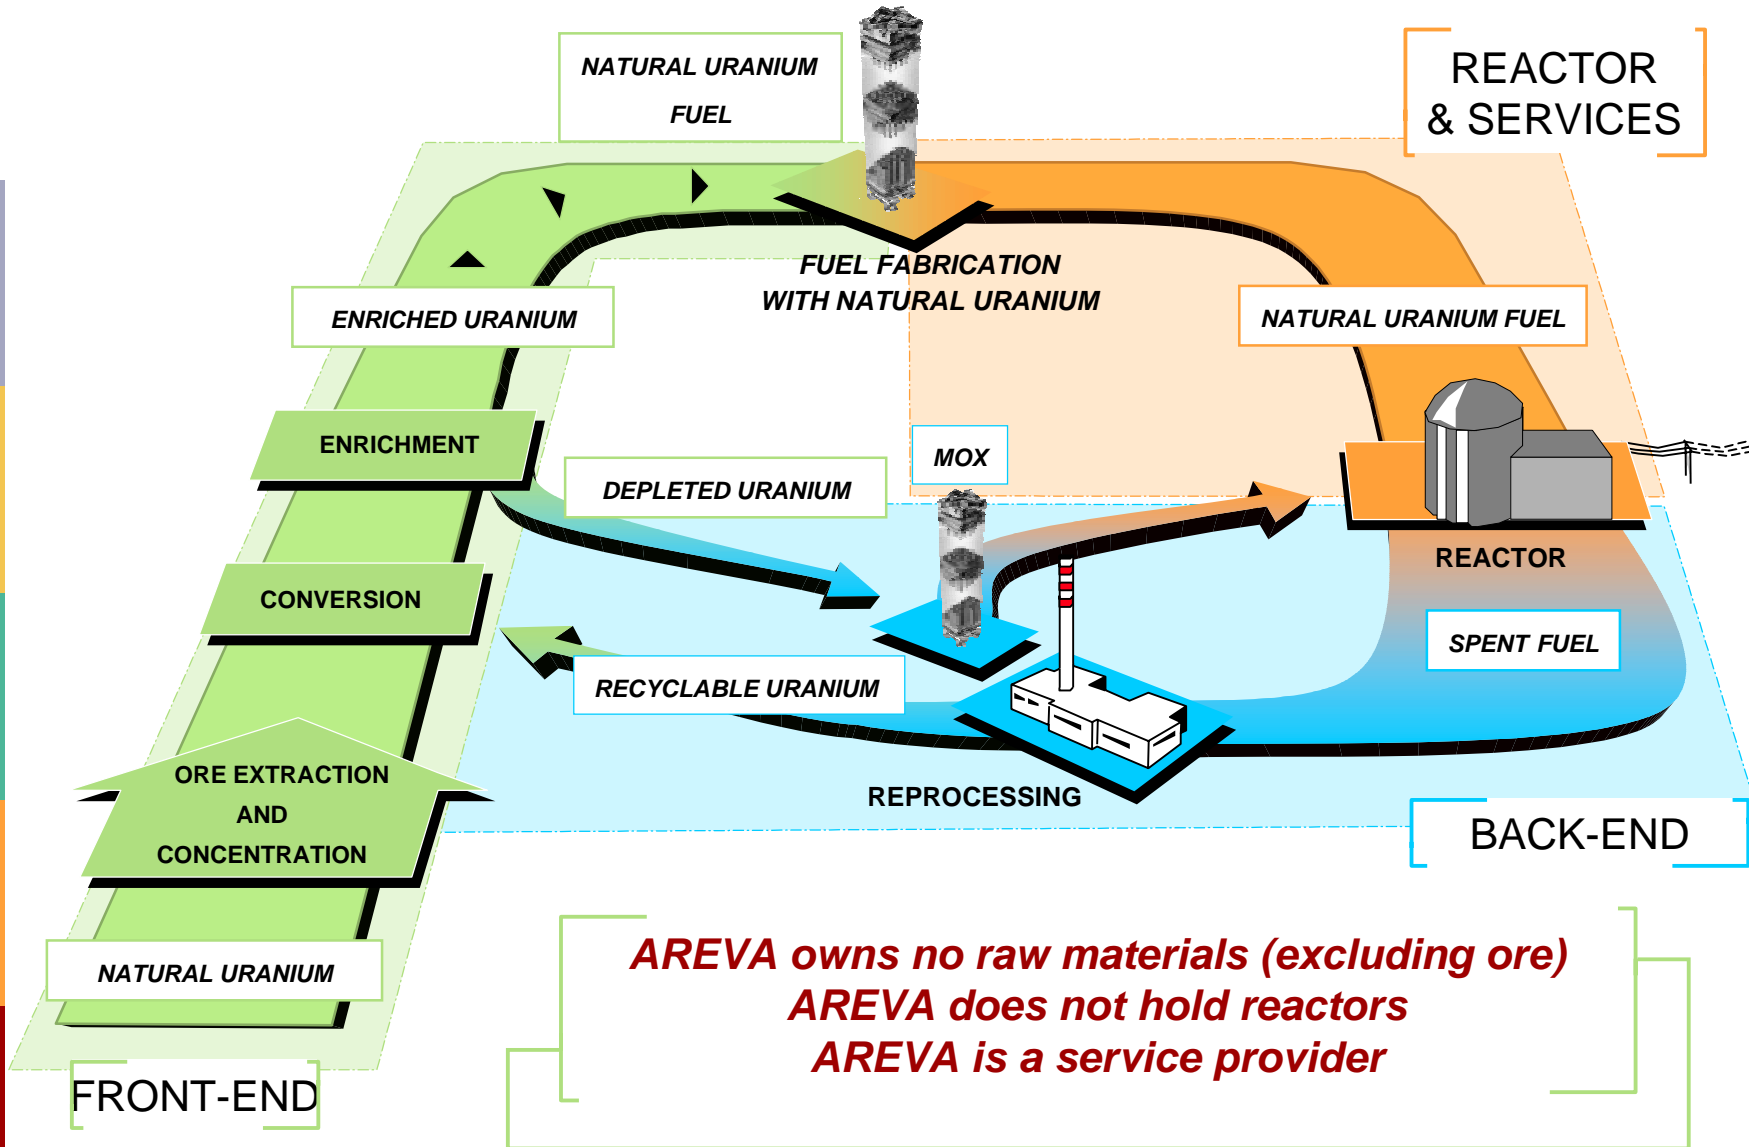 NATURAL URANIUM
FUEL
REACTOR
& SERVICES
FUEL FABRICATION
WITH NATURAL URANIUM
ENRICHED URANIUM
NATURAL URANIUM FUEL
ENRICHMENT
MOX
DEPLETED URANIUM
REACTOR
CONVERSION
SPENT FUEL
RECYCLABLE URANIUM
ORE EXTRACTION
AND
CONCENTRATION
REPROCESSING
BACK-END
NATURAL URANIUM
AREVA owns no raw materials (excluding ore)
AREVA does not hold reactors
AREVA is a service provider
FRONT-END